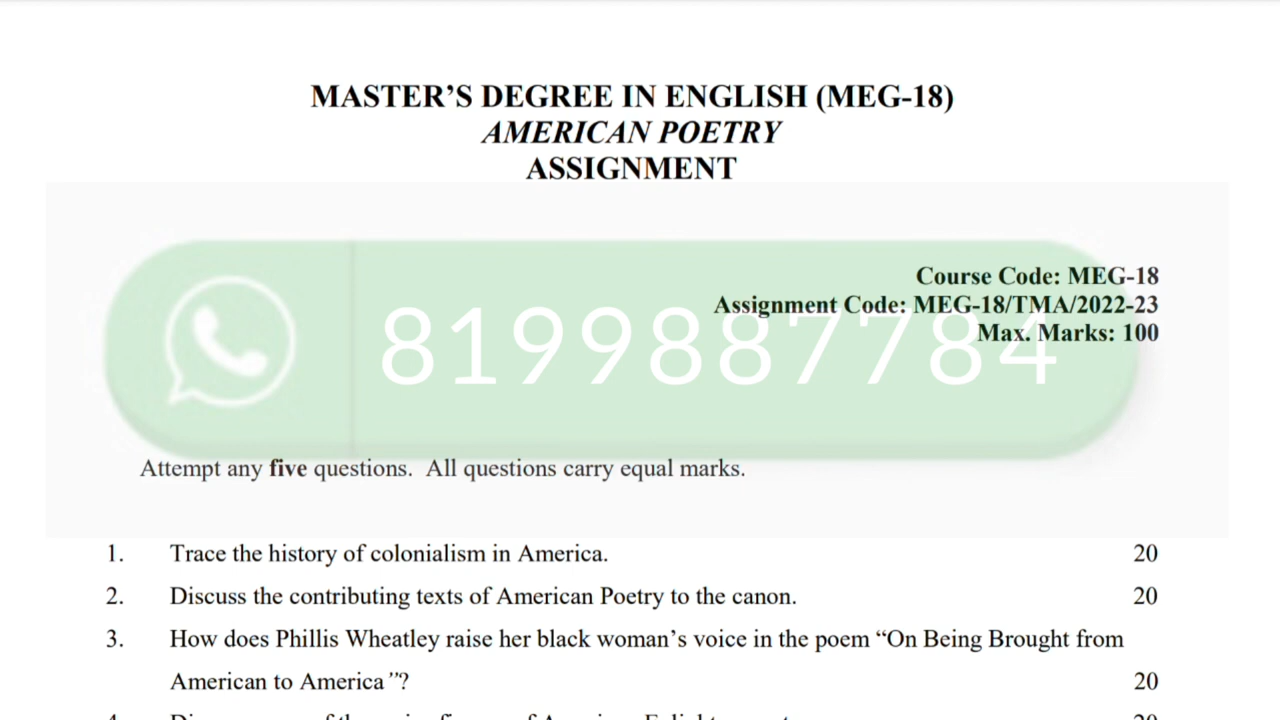 MASTER'S DEGREE IN ENGLISH (MEG-18)
AMERICAN POETRY
ASSIGNMENT
Course Code: MEG-18
Assignment Code: MEG-18/TMA/2022-23
8199887784
Max. Marks: 100
Attempt any five questions. All questions carry equal marks.
1. Trace the history of colonialism in America. 20
2. Discuss the contributing texts of American Poetry to the canon. 20
3. How does Phillis Wheatley raise her black woman's voice in the poem “On Being Brought from
American to America”? 20